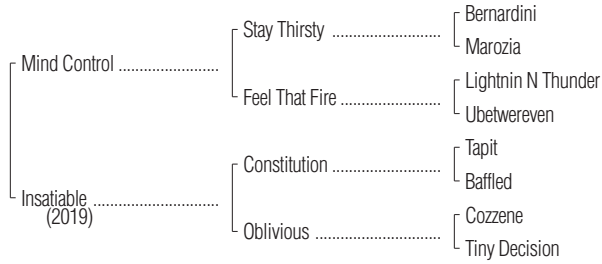 Bernardini
Stay Thirsty ........................
Marozia
Mind Control ......................
Lightnin N Thunder
Feel That Fire ......................
Ubetwereven
Tapit
Constitution ........................
Baffled
Insatiable ...........................
(2019)
Cozzene
Oblivious ...........................
Tiny Decision